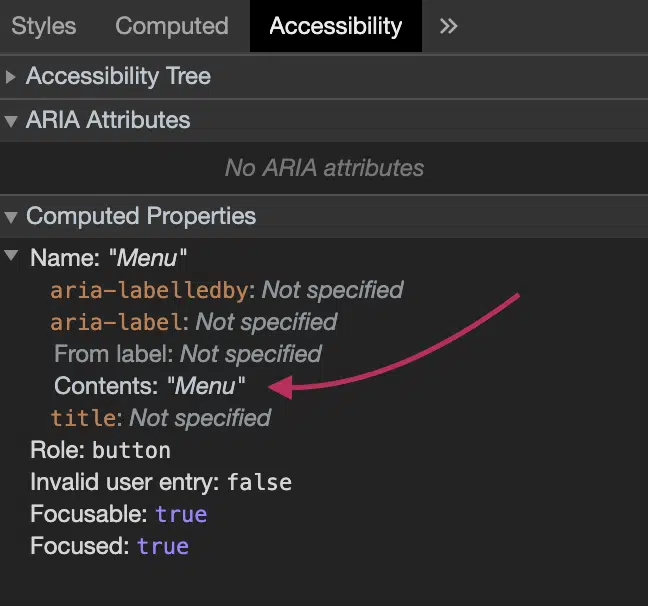 Styles Computed Accessibility »
Accessibility Tree
ARIA Attributes
No ARIA attributes
Computed Properties
Name: "Menu"
aria-labelledby: Not specified
aria-label: Not specified
From label: Not specified
Contents: "Menu"
title: Not specified
Role: button
Invalid user entry: false
Focusable: true
Focused: true